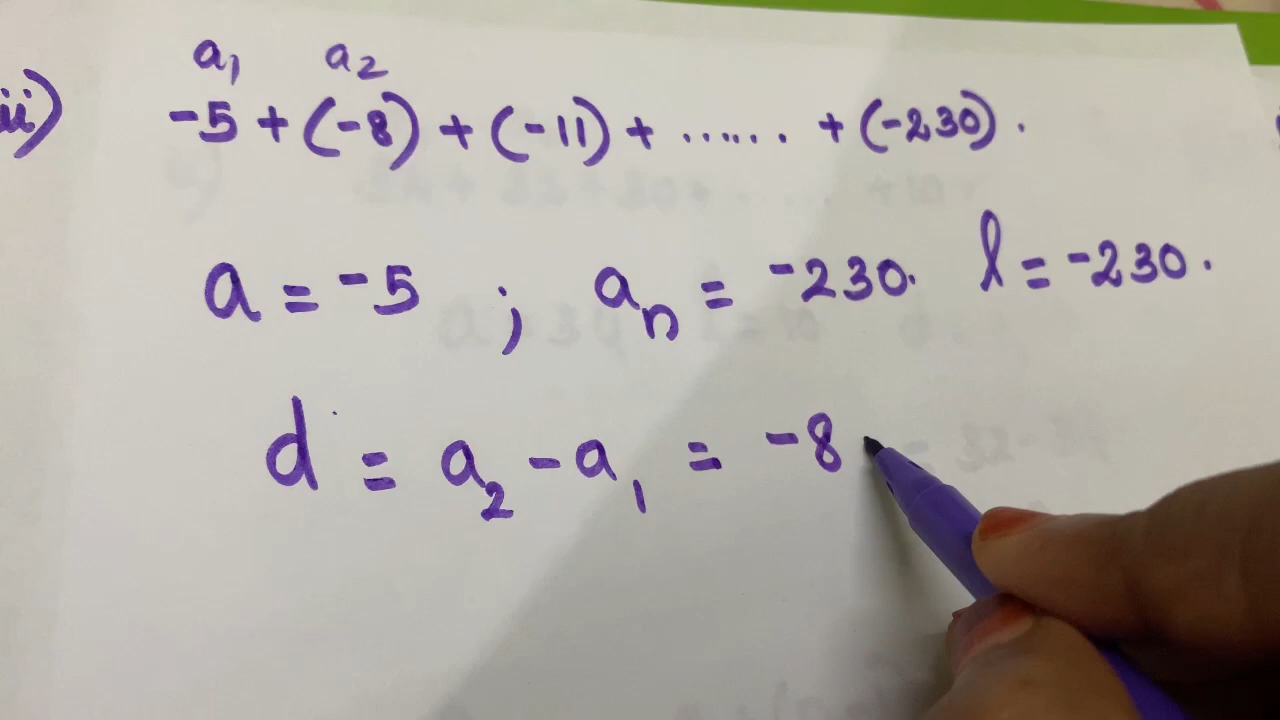 a₁ a₂
ii) -5 + (-8) + (-11) + ...... + (-230).
a = -5 ; aₙ = -230. l = -230.
d = a₂ - a₁ = -8